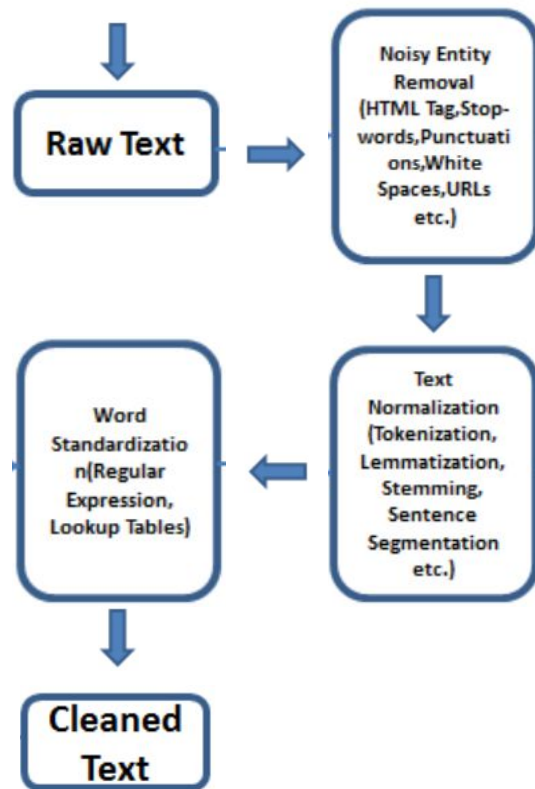 Raw Text
Noisy Entity
Removal
(HTML Tag,Stop-
words,Punctuati
ons,White
Spaces,URLs
etc.)
Text
Normalization
(Tokenization,
Lemmatization,
Stemming,
Sentence
Segmentation
etc.)
Word
Standardizatio
n(Regular
Expression,
Lookup Tables)
Cleaned
Text